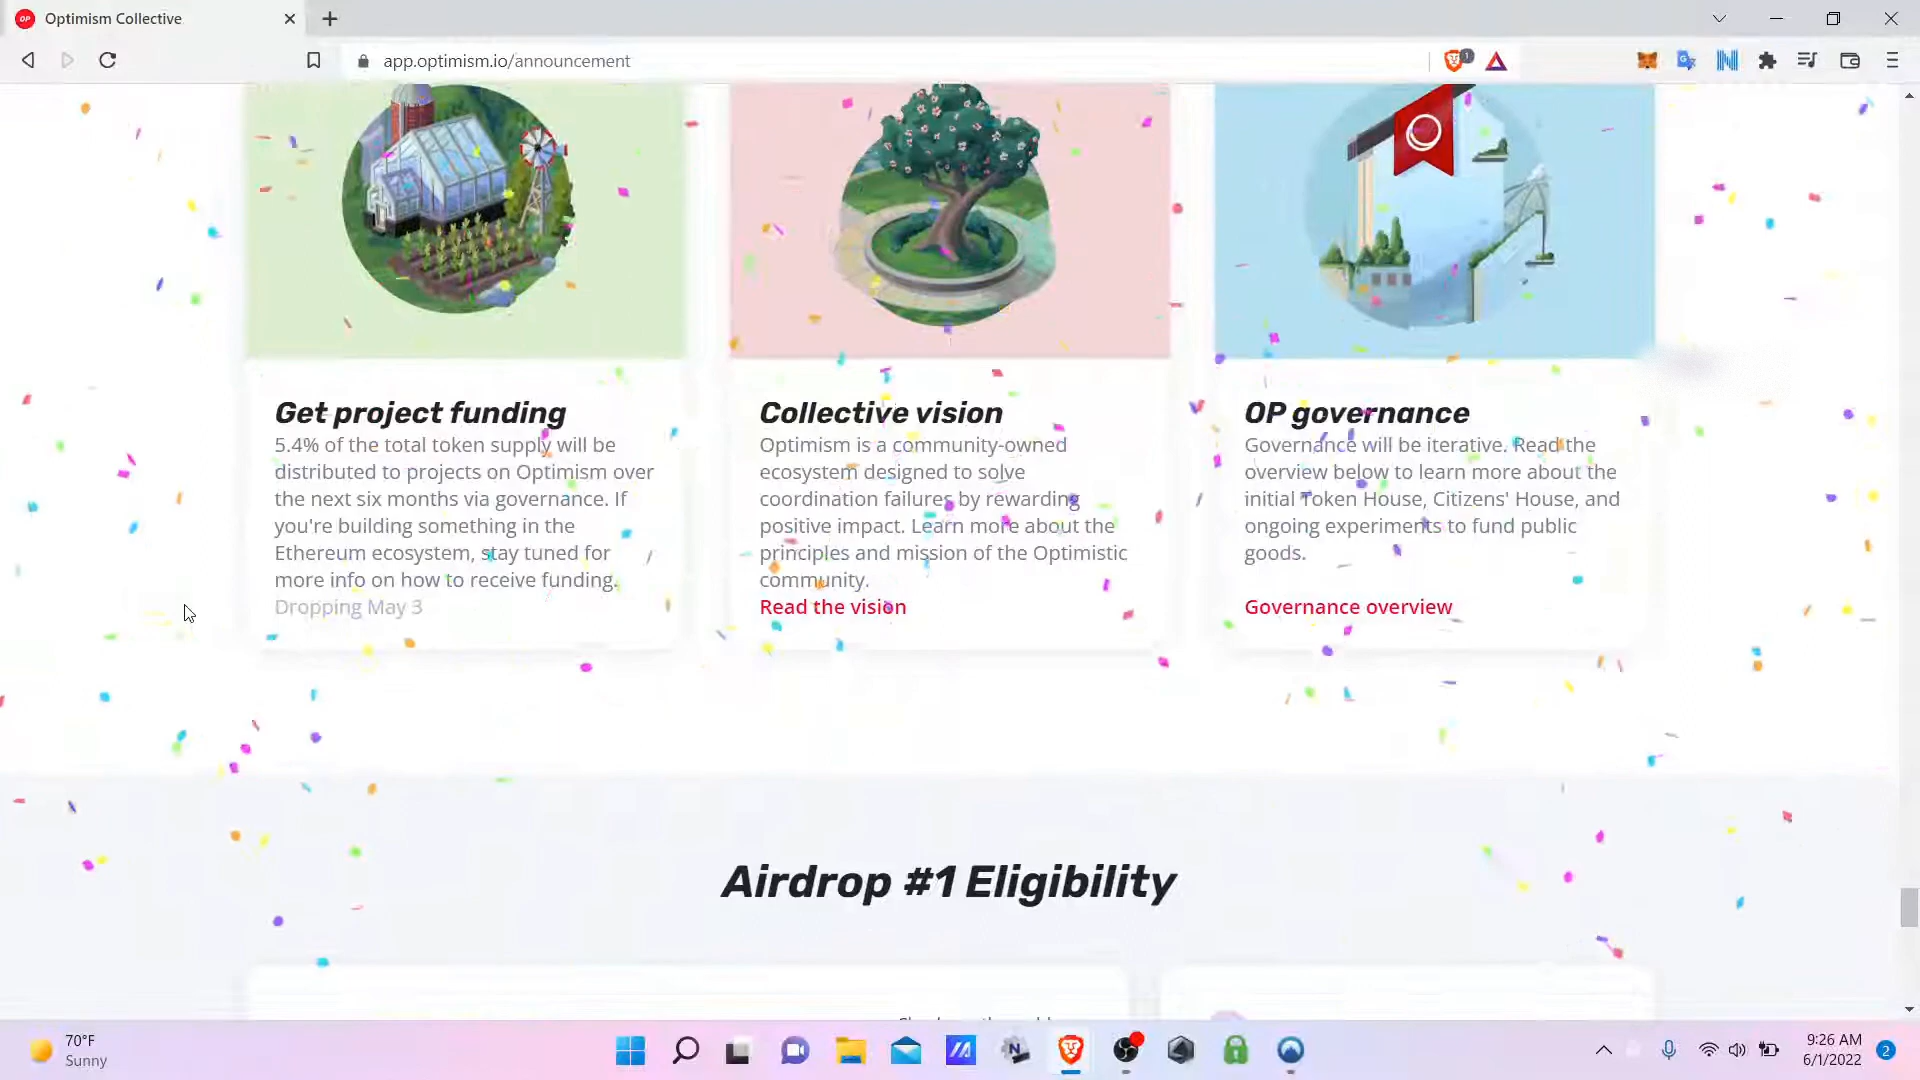 Optimism Collective
app.optimism.io/announcement
1
Get project funding
5.4% of the total token supply will be
distributed to projects on Optimism over
the next six months via governance. If
you're building something in the
Ethereum ecosystem, stay tuned for
more info on how to receive funding.
Dropping May 3
Collective vision
Optimism is a community-owned
ecosystem designed to solve
coordination failures by rewarding
positive impact. Learn more about the
principles and mission of the Optimistic
community.
Read the vision
OP governance
Governance will be iterative. Read the
overview below to learn more about the
initial Token House, Citizens' House, and
ongoing experiments to fund public
goods.
Governance overview
Airdrop #1 Eligibility
70°F
Sunny
9:26 AM
6/1/2022
2